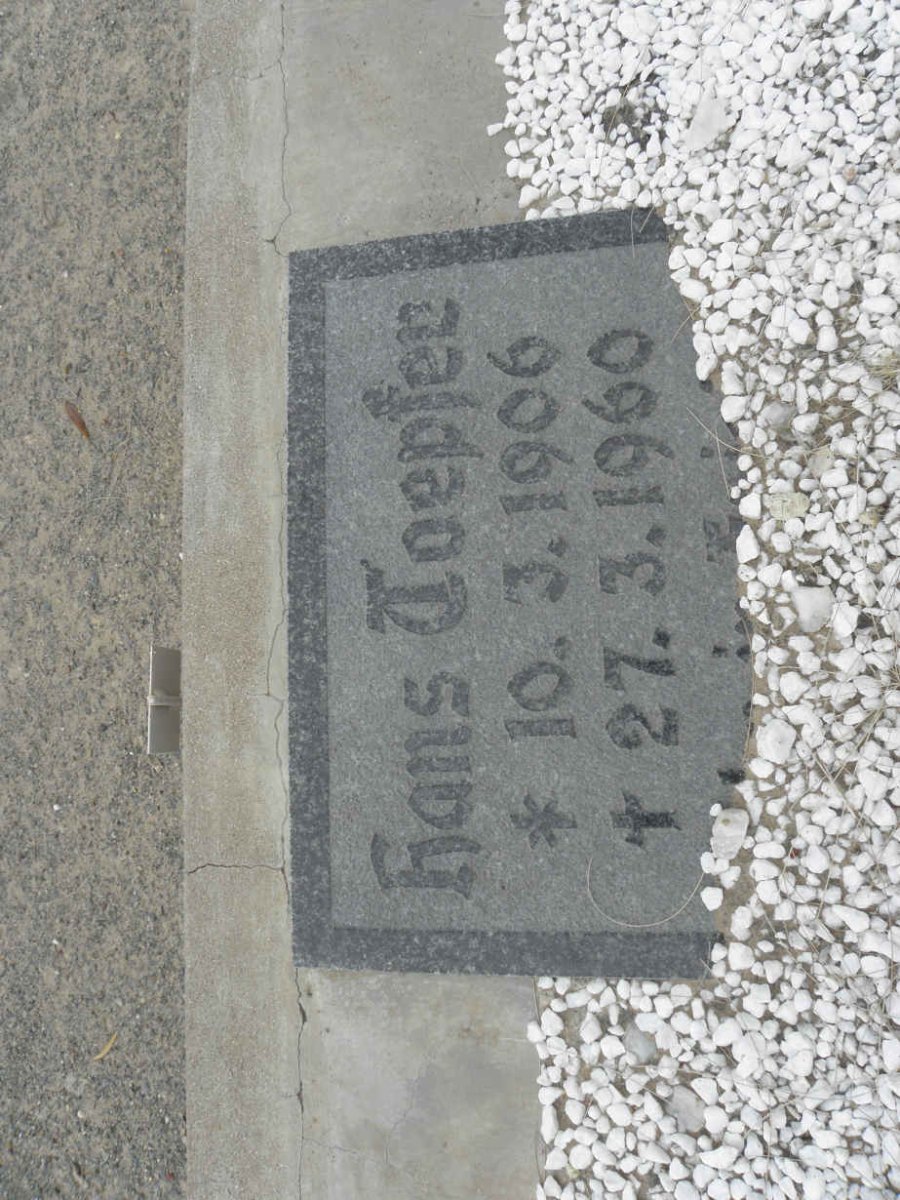 Hans Toepfer
* 10. 3. 1906
† 27. 3. 1960